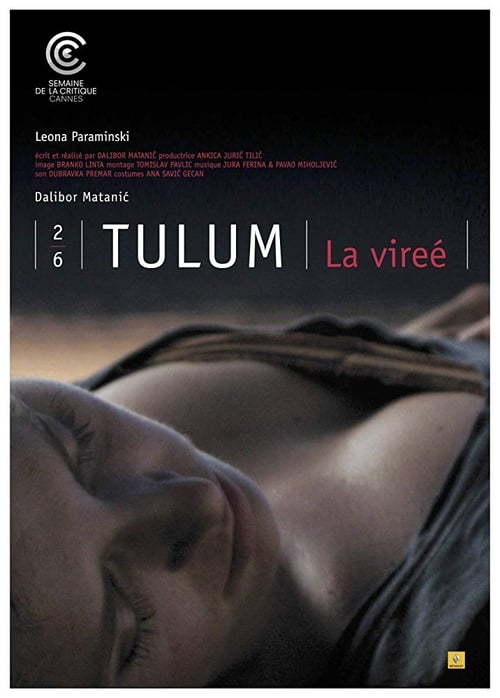 SEMAINE
DE LA CRITIQUE
CANNES
Leona Paraminski
écrit et réalisé par DALIBOR MATANIĆ productrice ANKICA JURIĆ TILIĆ
image BRANKO LINTA montage TOMISLAV PAVLIC musique JURA FERINA & PAVAO MIHOLJEVIĆ
son DUBRAVKA PREMAR costumes ANA SAVIĆ GECAN
Dalibor Matanić
2
6
TULUM
La vireé